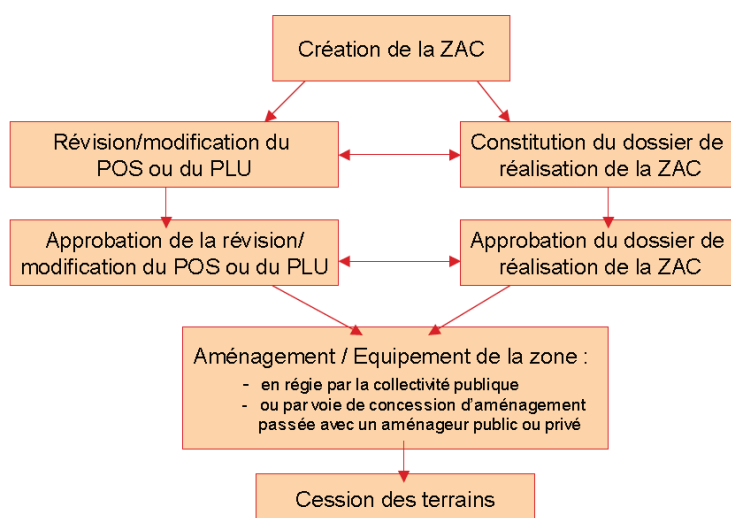 Création de la ZAC
Révision/modification du
POS ou du PLU
Constitution du dossier de
réalisation de la ZAC
Approbation de la révision/
modification du POS ou du PLU
Approbation du dossier de
réalisation de la ZAC
Aménagement / Equipement de la zone :
- en régie par la collectivité publique
- ou par voie de concession d’aménagement
passée avec un aménageur public ou privé
Cession des terrains